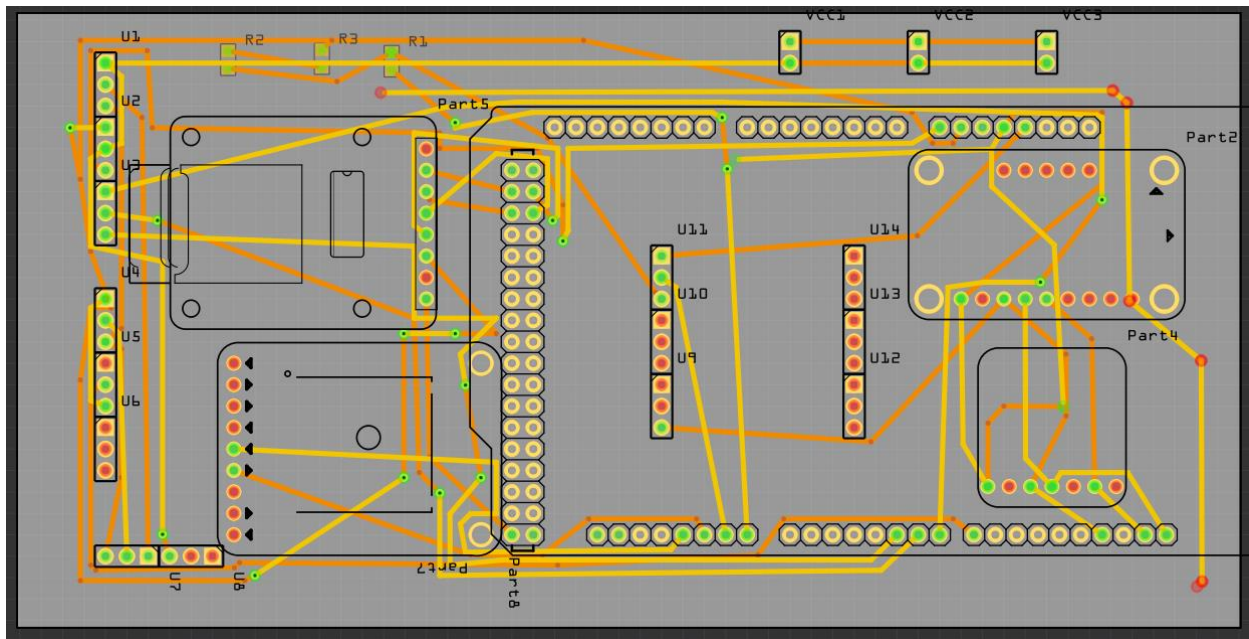 VCC1
VCC2
VCC3
U1
R2
R3
R1
U2
Part5
Part2
U3
U11
U14
U4
U10
U13
U5
Part4
U9
U12
U6
Part7
Part8
U7
U8